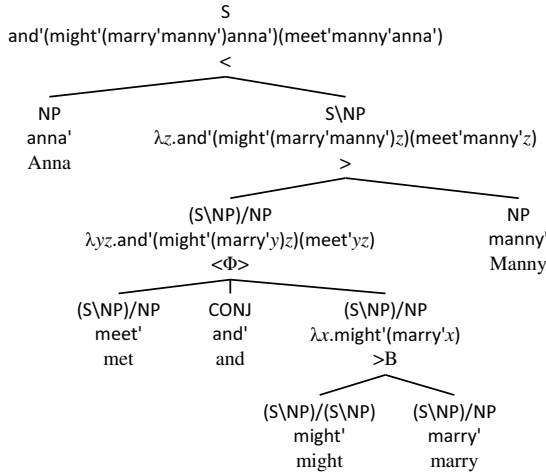 S
and'(might'(marry'manny')anna')(meet'manny'anna')
<
NP S\NP
anna' λz.and'(might'(marry'manny')z)(meet'manny'z)
Anna >
(S\NP)/NP NP
λyz.and'(might'(marry'y)z)(meet'yz) manny'
<Φ> Manny
(S\NP)/NP CONJ (S\NP)/NP
meet' and' λx.might'(marry'x)
met and >B
(S\NP)/(S\NP) (S\NP)/NP
might' marry'
might marry